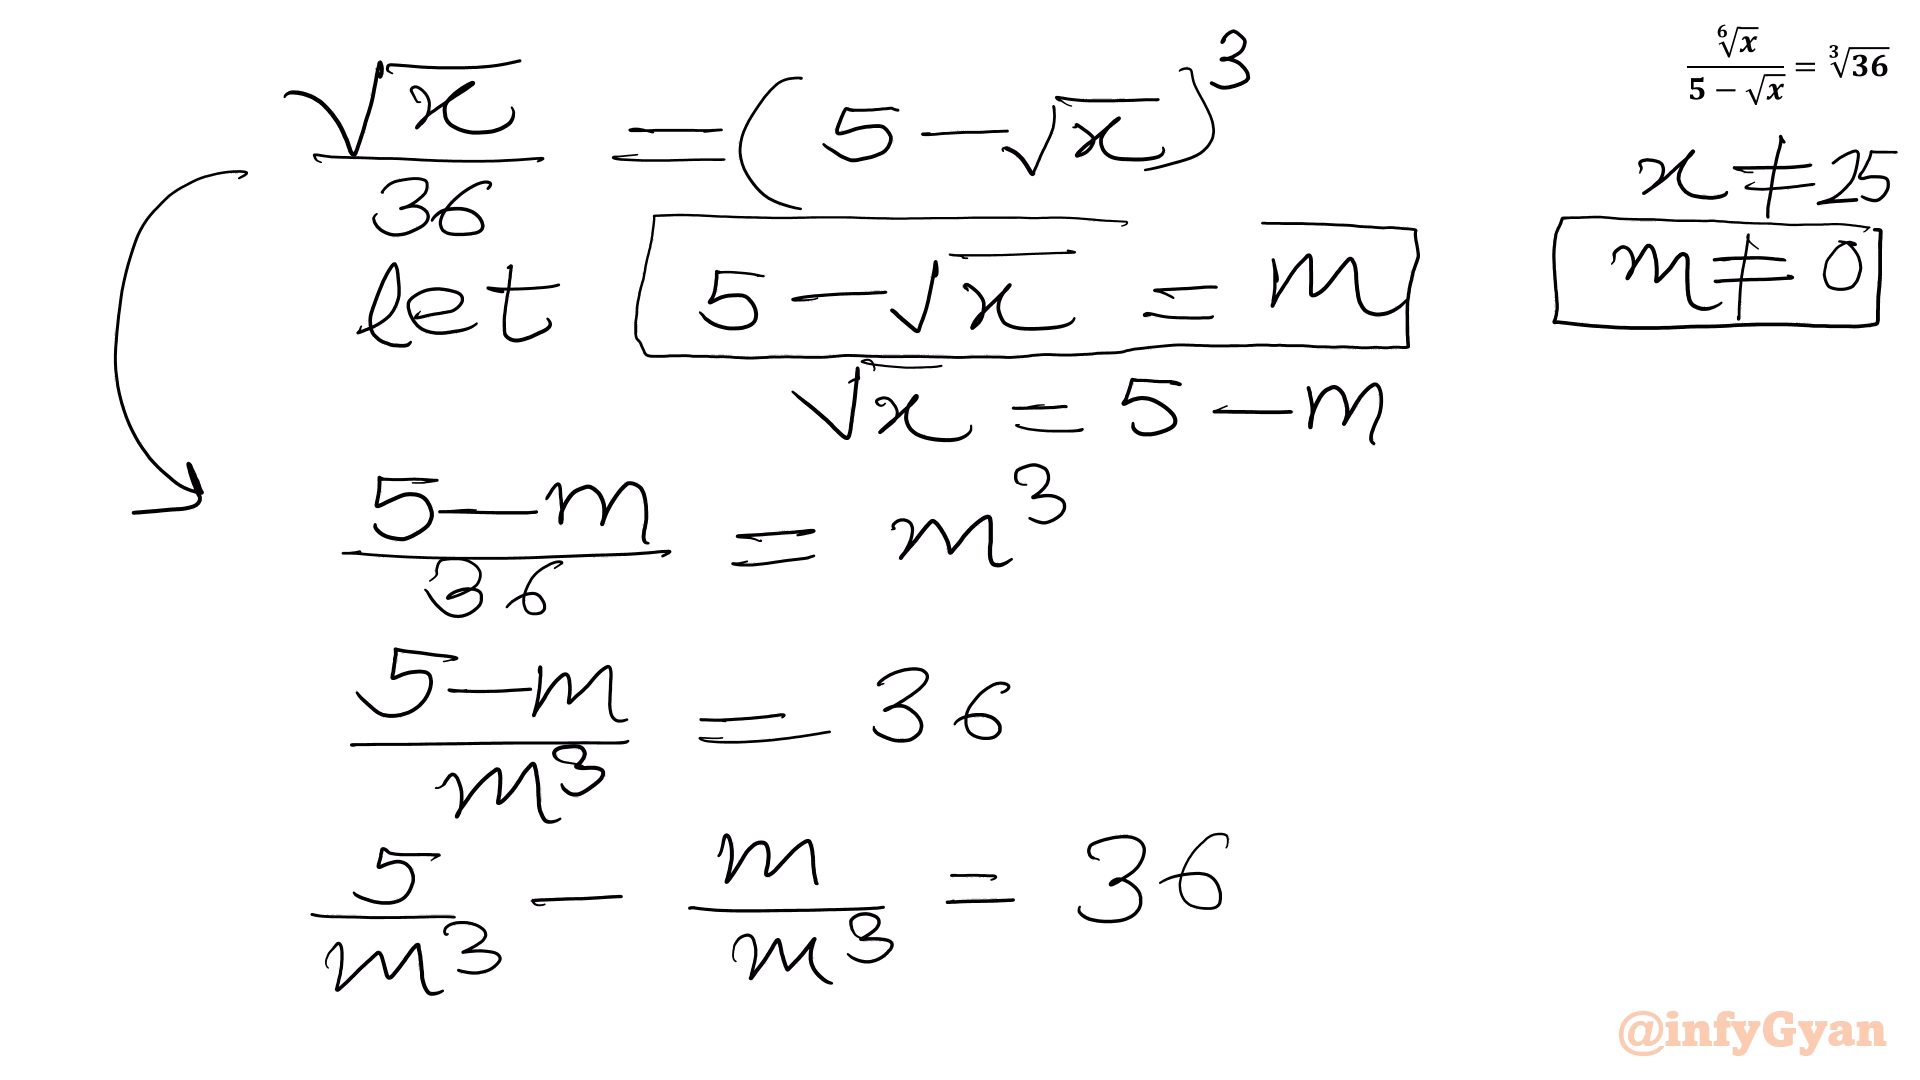 √x/36 = (5-√x)³
⁶√x/(5-√x) = ³√36
x ≠ 25
m ≠ 0
let 5-√x = m
√x = 5-m
(5-m)/36 = m³
(5-m)/m³ = 36
5/m³ - m/m³ = 36
@infyGyan